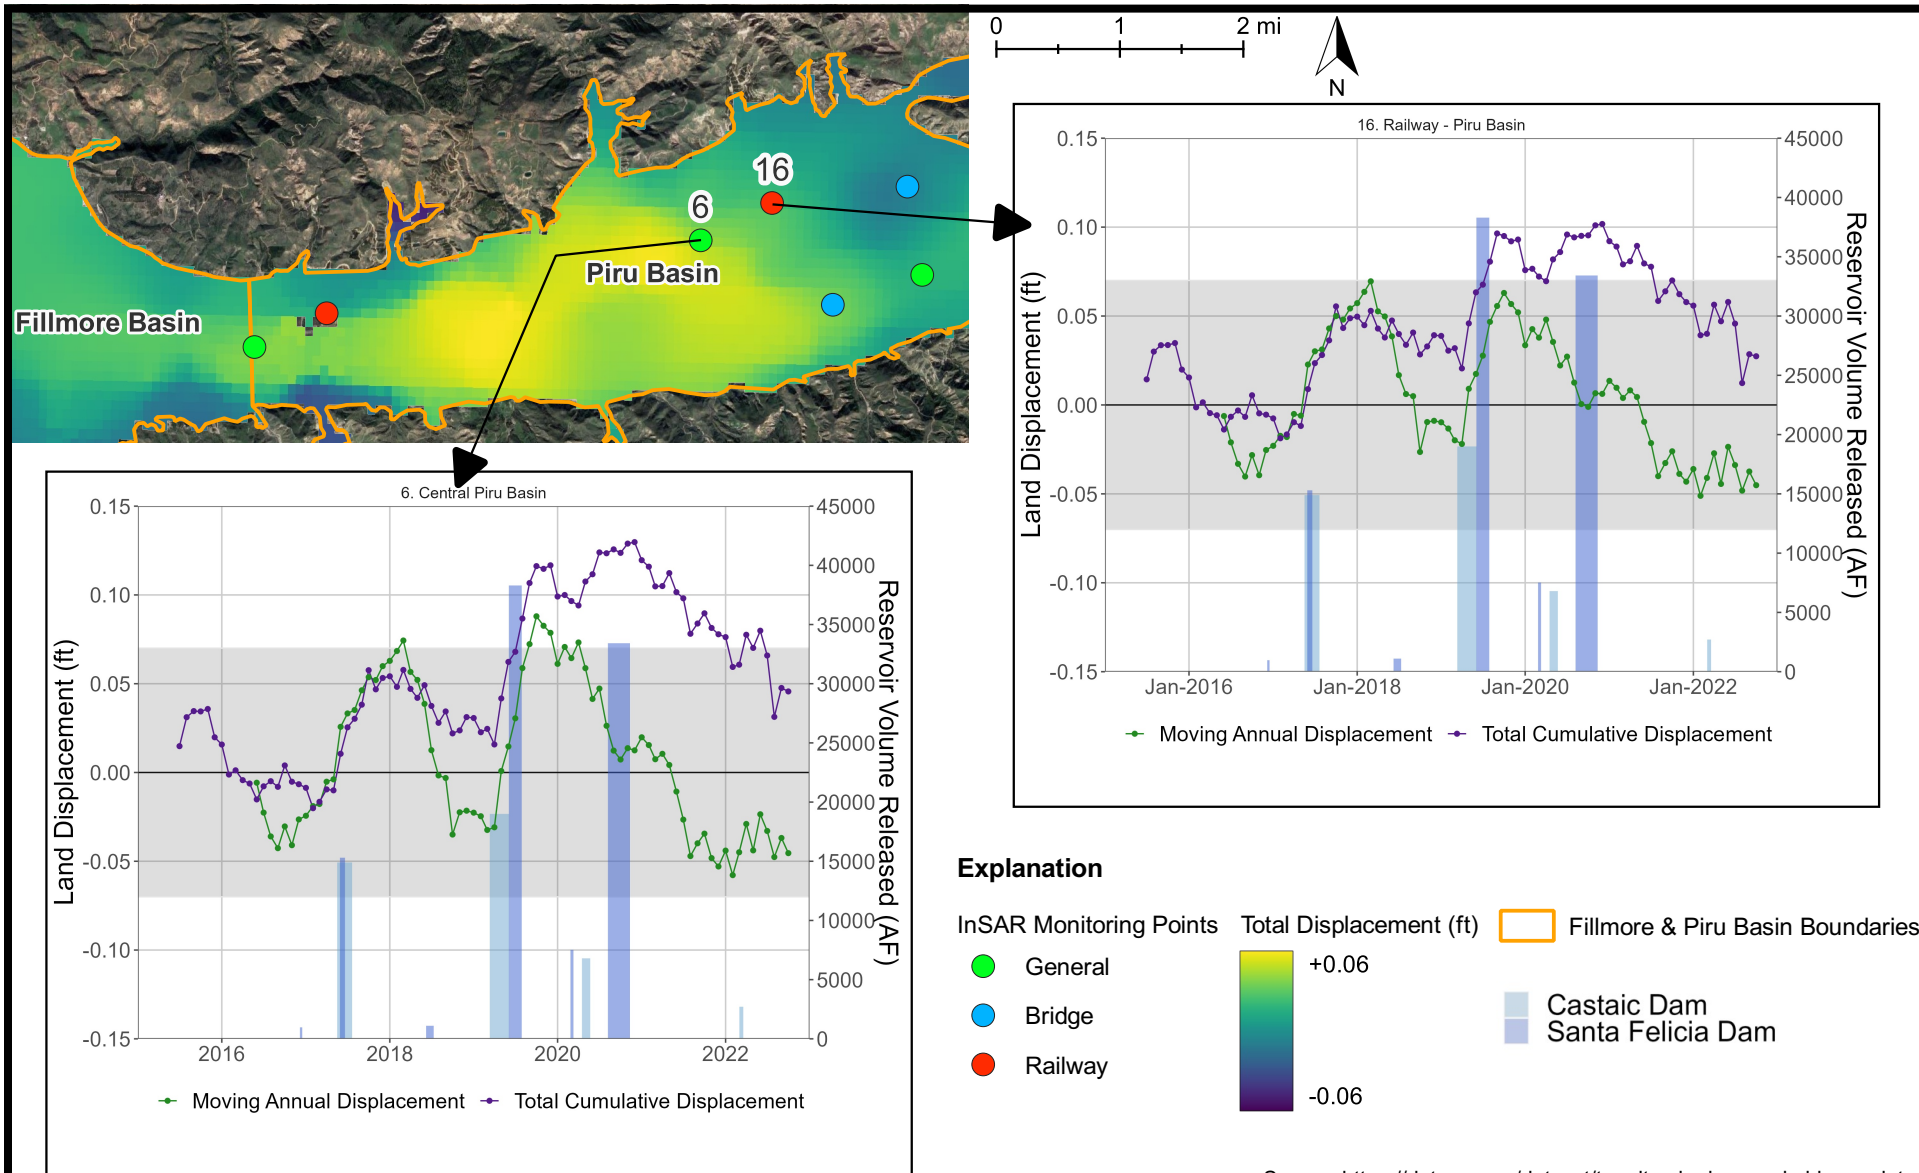 0 1 2 mi
N
16
6
Piru Basin
Fillmore Basin
16. Railway - Piru Basin
0.15
0.10
0.05
0.00
-0.05
-0.10
-0.15
Land Displacement (ft)
45000
40000
35000
30000
25000
20000
15000
10000
5000
0
Reservoir Volume Released (AF)
Jan-2016 Jan-2018 Jan-2020 Jan-2022
Moving Annual Displacement Total Cumulative Displacement
6. Central Piru Basin
0.15
0.10
0.05
0.00
-0.05
-0.10
-0.15
Land Displacement (ft)
45000
40000
35000
30000
25000
20000
15000
10000
5000
0
Reservoir Volume Released (AF)
2016 2018 2020 2022
Moving Annual Displacement Total Cumulative Displacement
Explanation
InSAR Monitoring Points
General
Bridge
Railway
Total Displacement (ft)
+0.06
-0.06
Fillmore & Piru Basin Boundaries
Castaic Dam
Santa Felicia Dam